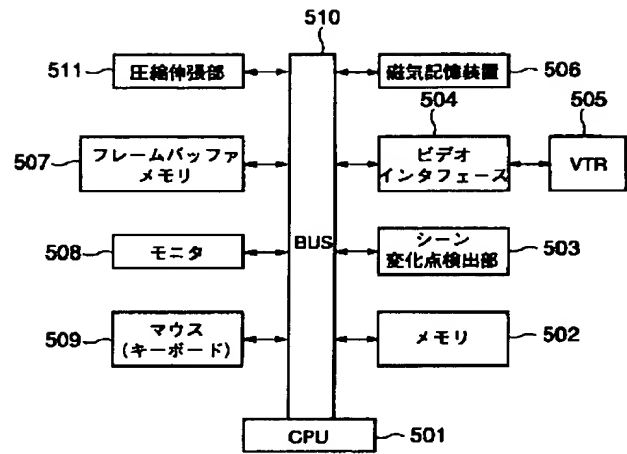 510
511
圧縮伸張部
磁気記憶装置
506
504
505
507
フレームバッファ
メモリ
ビデオ
インタフェース
VTR
508
モニタ
BUS
シーン
変化点検出部
503
509
マウス
(キーボード)
メモリ
502
CPU
501